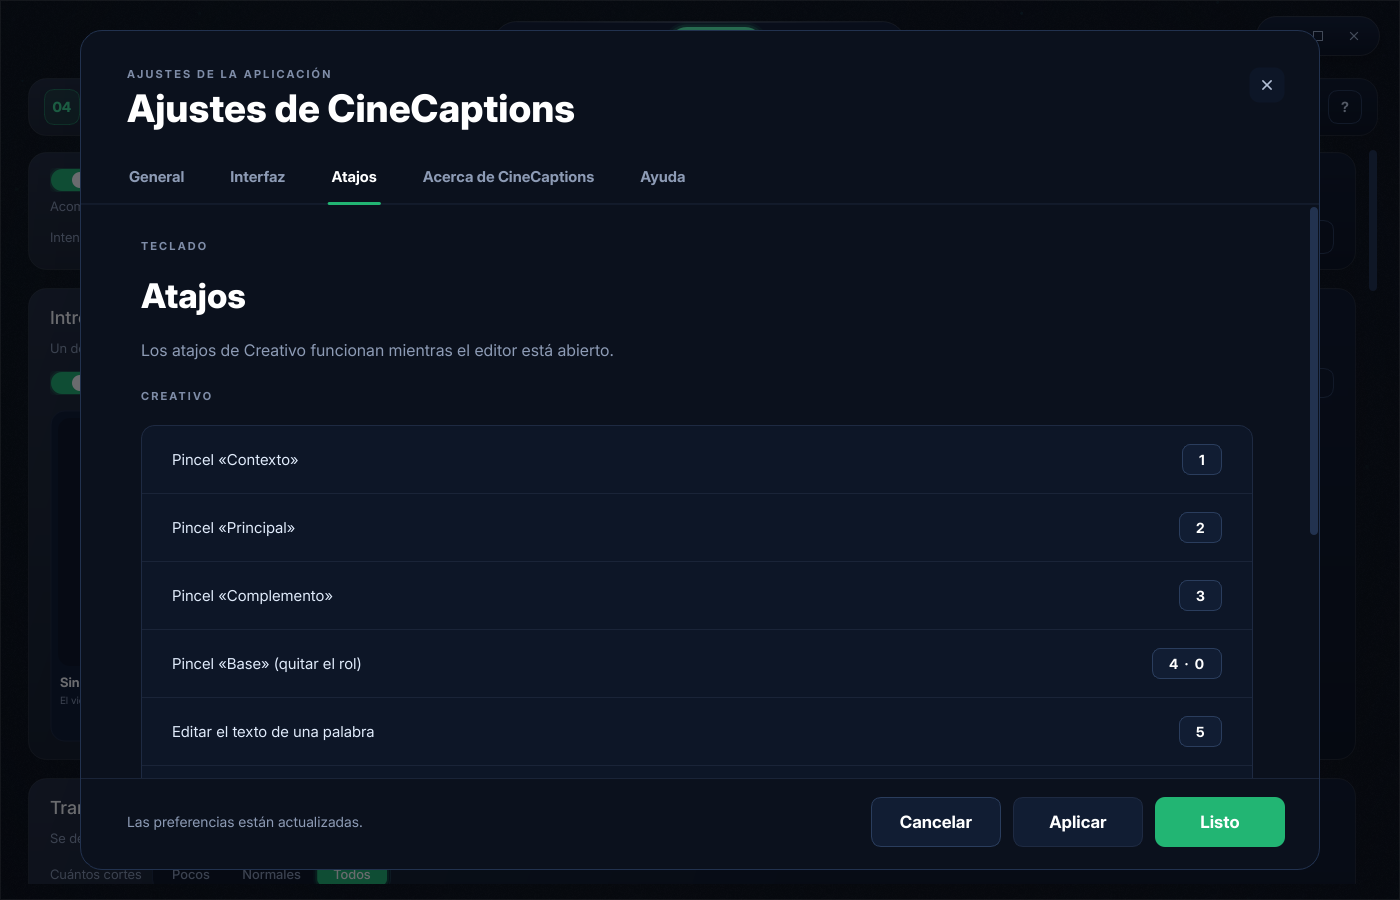 AJUSTES DE LA APLICACIÓN
Ajustes de CineCaptions
04
?
General
Interfaz
Atajos
Acerca de CineCaptions
Ayuda
TECLADO
Atajos
Los atajos de Creativo funcionan mientras el editor está abierto.
CREATIVO
Pincel «Contexto» 1
Pincel «Principal» 2
Pincel «Complemento» 3
Pincel «Base» (quitar el rol) 4 · 0
Editar el texto de una palabra 5
Las preferencias están actualizadas.
Cancelar
Aplicar
Listo
Cuántos cortes
Pocos
Normales
Todos